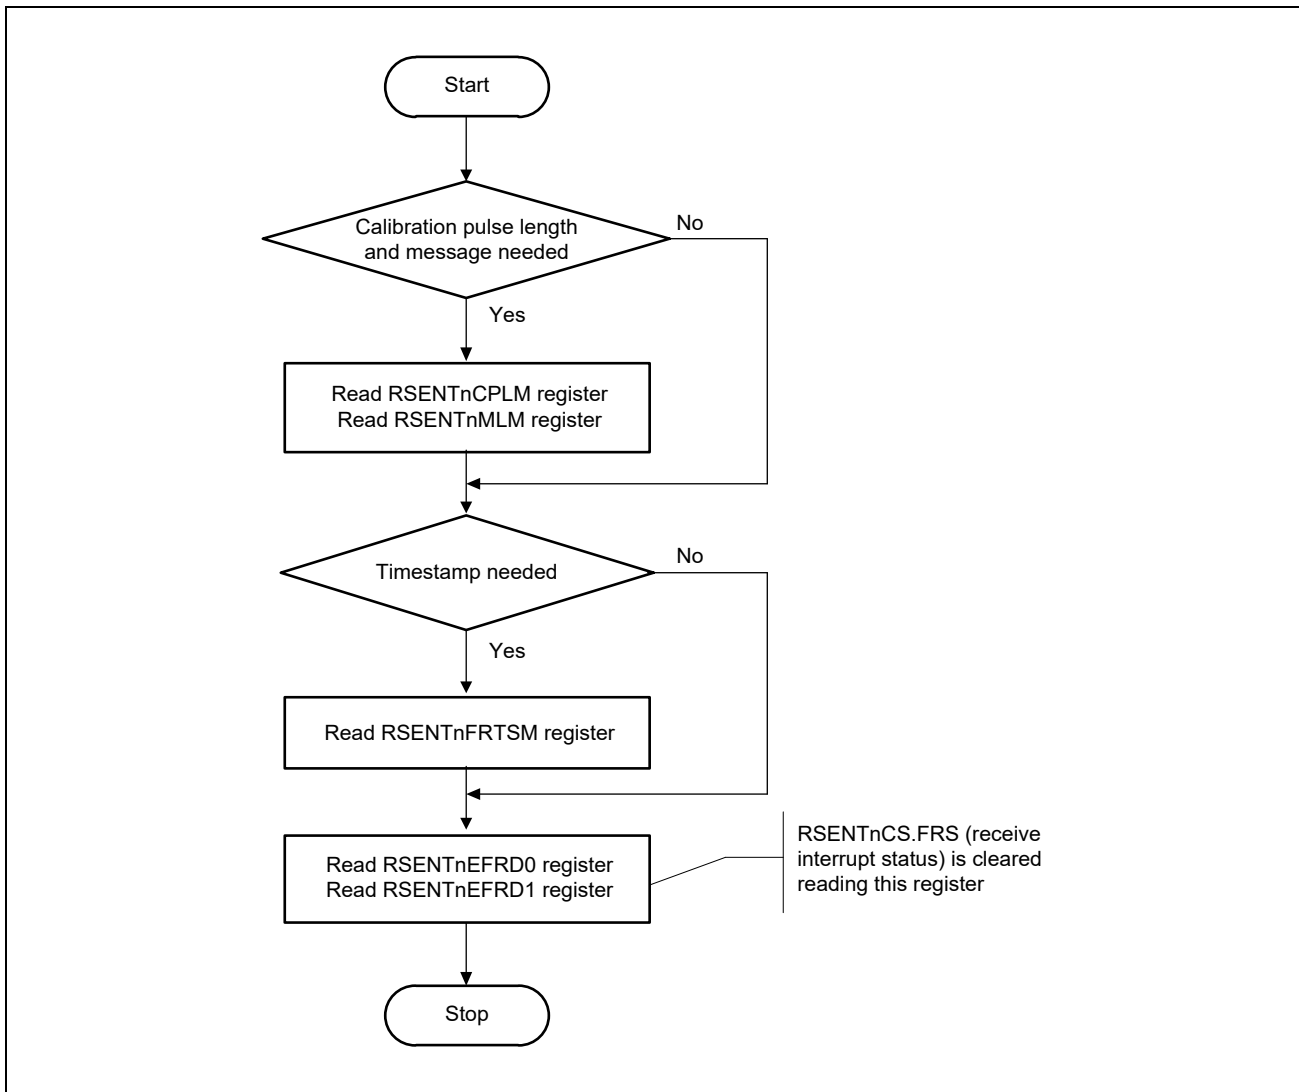 Start
Calibration pulse length
and message needed
No
Yes
Read RSENTnCPLM register
Read RSENTnMLM register
Timestamp needed
No
Yes
Read RSENTnFRTSM register
Read RSENTnEFRD0 register
Read RSENTnEFRD1 register
RSENTnCS.FRS (receive
interrupt status) is cleared
reading this register
Stop